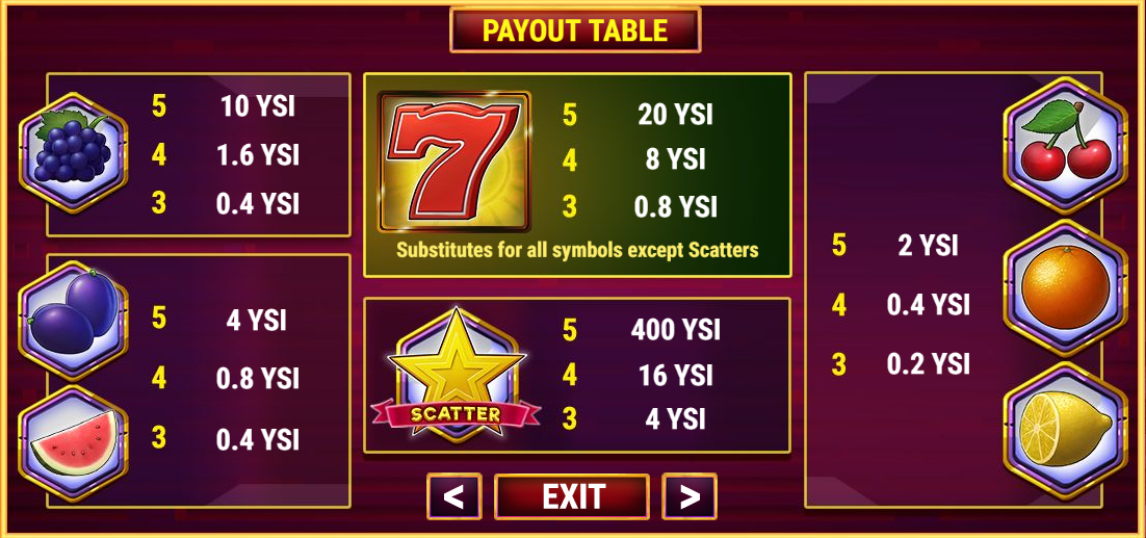 PAYOUT TABLE
5 10 YSI
4 1.6 YSI
3 0.4 YSI
5 4 YSI
4 0.8 YSI
3 0.4 YSI
7
5 20 YSI
4 8 YSI
3 0.8 YSI
Substitutes for all symbols except Scatters
SCATTER
5 400 YSI
4 16 YSI
3 4 YSI
5 2 YSI
4 0.4 YSI
3 0.2 YSI
< EXIT >